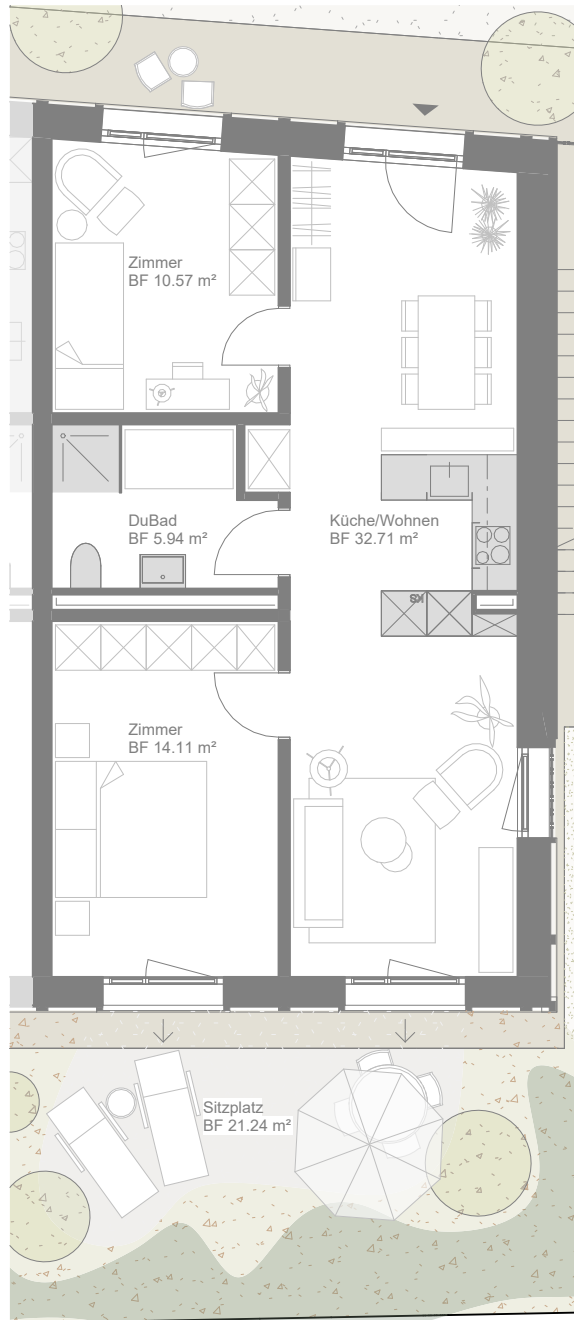 Zimmer
BF 10.57 m²
DuBad
BF 5.94 m²
Küche/Wohnen
BF 32.71 m²
Zimmer
BF 14.11 m²
Sitzplatz
BF 21.24 m²